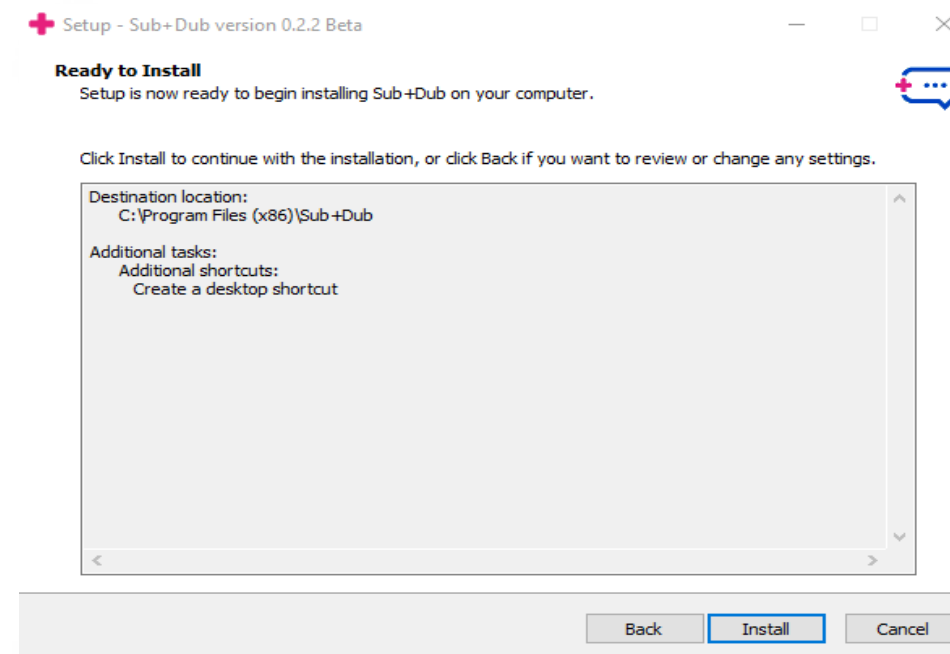 Setup - Sub+Dub version 0.2.2 Beta
Ready to Install
Setup is now ready to begin installing Sub+Dub on your computer.
Click Install to continue with the installation, or click Back if you want to review or change any settings.
Destination location:
C:\Program Files (x86)\Sub+Dub
Additional tasks:
Additional shortcuts:
Create a desktop shortcut
Back Install Cancel